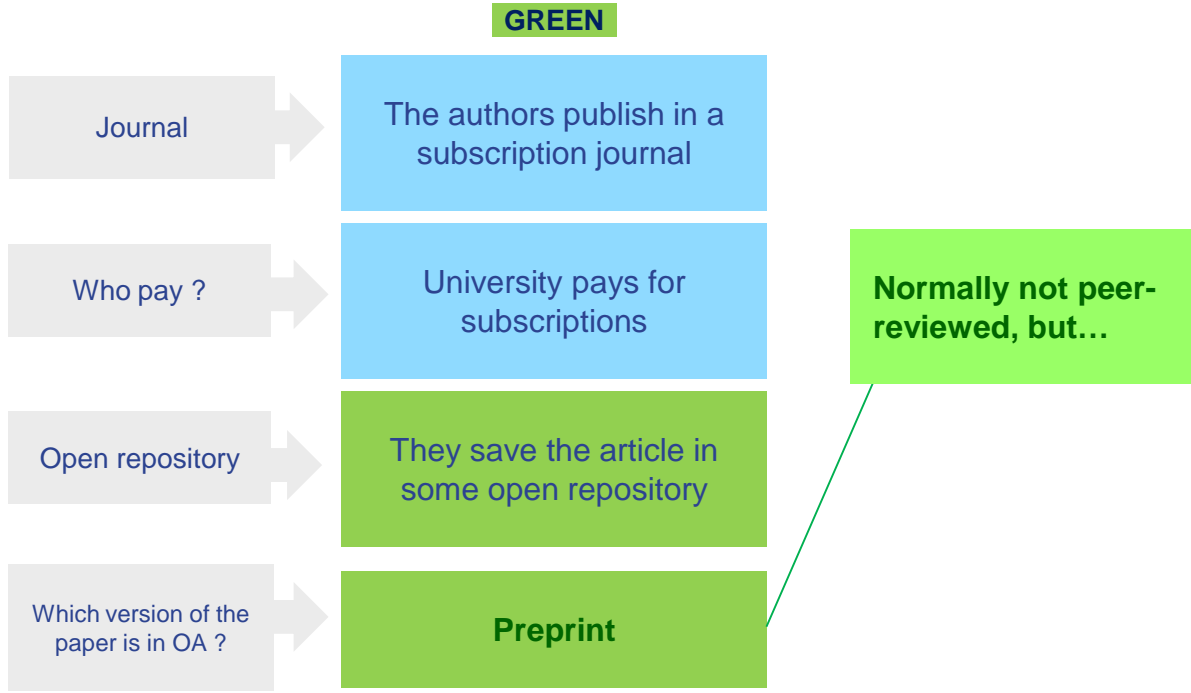 GREEN
Journal
The authors publish in a
subscription journal
Who pay ?
University pays for
subscriptions
Normally not peer-
reviewed, but…
Open repository
They save the article in
some open repository
Which version of the
paper is in OA ?
Preprint